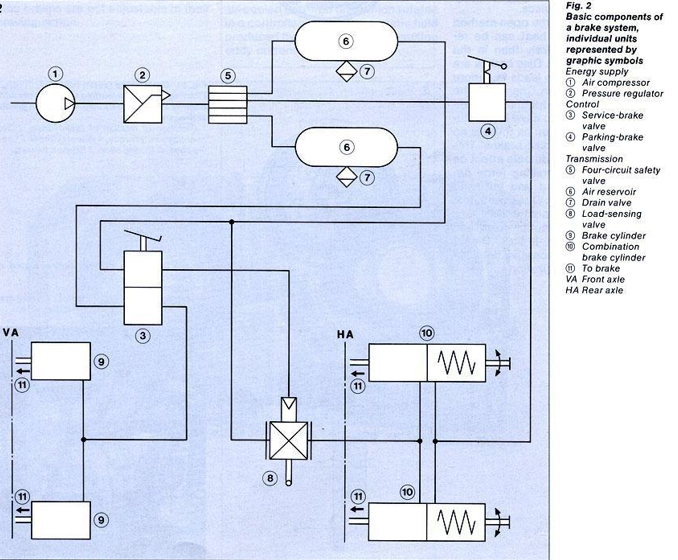 2
Fig. 2
Basic components of
a brake system,
individual units
represented by
graphic symbols
Energy supply
① Air compressor
② Pressure regulator
Control
③ Service-brake
valve
④ Parking-brake
valve
Transmission
⑤ Four-circuit safety
valve
⑥ Air reservoir
⑦ Drain valve
⑧ Load-sensing
valve
⑨ Brake cylinder
⑩ Combination
brake cylinder
⑪ To brake
VA Front axle
HA Rear axle
①
②
⑤
⑥
⑦
④
⑥
⑦
③
VA
HA
⑩
⑨
⑪
⑪
⑧
⑩
⑪
⑨
⑪